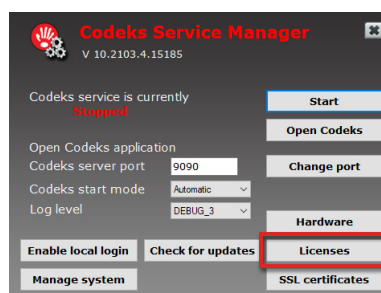 Codeks Service Manager
V 10.2103.4.15185
Codeks service is currently
Stopped
Start
Open Codeks
Open Codeks application
Codeks server port 9090 Change port
Codeks start mode Automatic
Log level DEBUG_3
Hardware
Enable local login Check for updates Licenses
Manage system SSL certificates